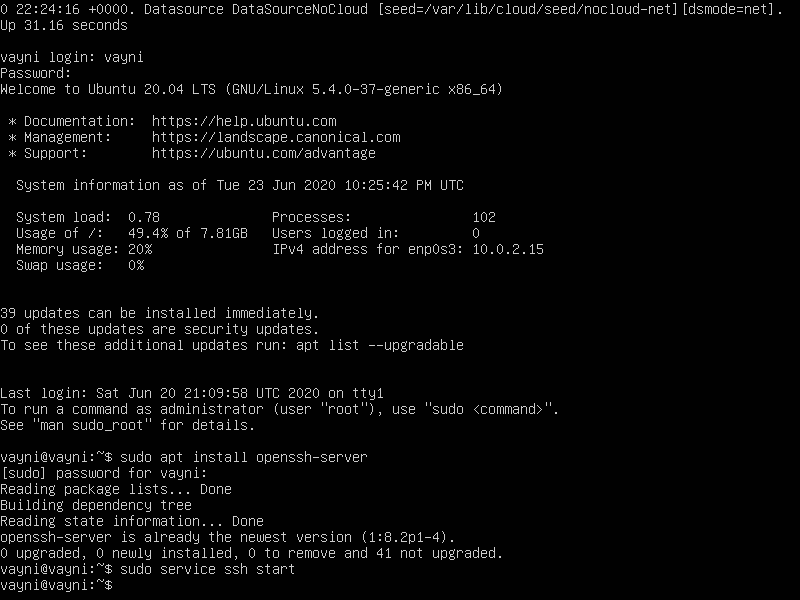 0 22:24:16 +0000. Datasource DataSourceNoCloud [seed=/var/lib/cloud/seed/nocloud-net][dsmode=net].
Up 31.16 seconds
vayni login: vayni
Password:
Welcome to Ubuntu 20.04 LTS (GNU/Linux 5.4.0-37-generic x86_64)
* Documentation:  https://help.ubuntu.com
* Management:     https://landscape.canonical.com
* Support:        https://ubuntu.com/advantage
System information as of Tue 23 Jun 2020 10:25:42 PM UTC
System load:  0.78              Processes:               102
Usage of /:   49.4% of 7.81GB   Users logged in:         0
Memory usage: 20%               IPv4 address for enp0s3: 10.0.2.15
Swap usage:   0%
39 updates can be installed immediately.
0 of these updates are security updates.
To see these additional updates run: apt list --upgradable
Last login: Sat Jun 20 21:09:58 UTC 2020 on tty1
To run a command as administrator (user "root"), use "sudo <command>".
See "man sudo_root" for details.
vayni@vayni:~$ sudo apt install openssh-server
[sudo] password for vayni:
Reading package lists... Done
Building dependency tree
Reading state information... Done
openssh-server is already the newest version (1:8.2p1-4).
0 upgraded, 0 newly installed, 0 to remove and 41 not upgraded.
vayni@vayni:~$ sudo service ssh start
vayni@vayni:~$